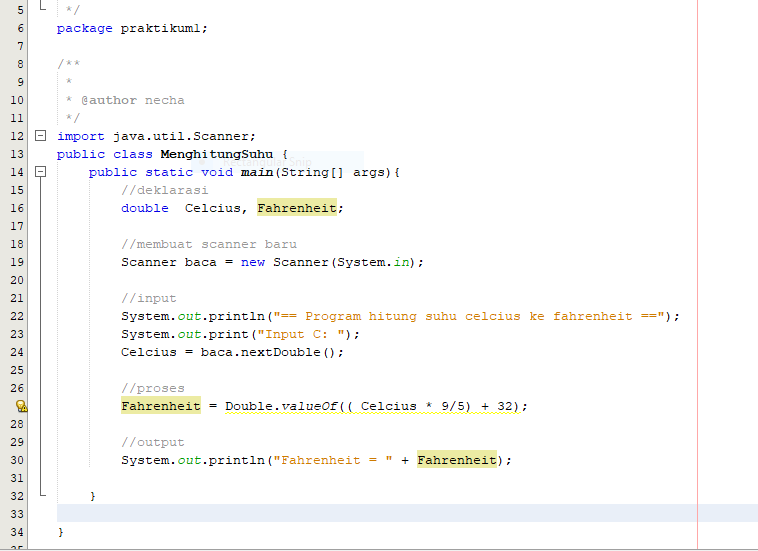 5 */
6 package praktikum1;
7
8 /**
9 *
10 * @author necha
11 */
12 import java.util.Scanner;
13 public class MenghitungSuhu {
14 public static void main(String[] args){
15 //deklarasi
16 double  Celcius, Fahrenheit;
17
18 //membuat scanner baru
19 Scanner baca = new Scanner(System.in);
20
21 //input
22 System.out.println("== Program hitung suhu celcius ke fahrenheit ==");
23 System.out.print("Input C: ");
24 Celcius = baca.nextDouble();
25
26 //proses
Fahrenheit = Double.valueOf(( Celcius * 9/5) + 32);
28
29 //output
30 System.out.println("Fahrenheit = " + Fahrenheit);
31
32 }
33
34 }